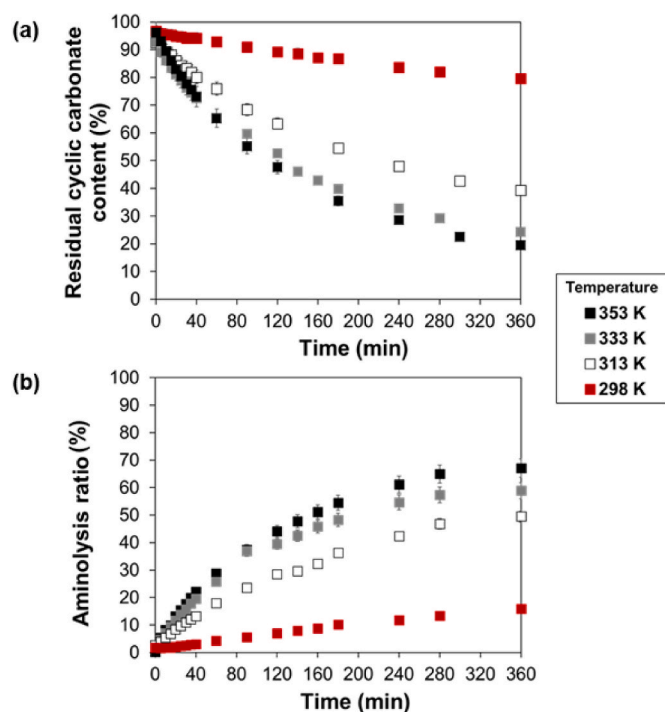 (a)
100
90
80
70
60
50
40
30
20
10
0
Residual cyclic carbonate
content (%)
0 40 80 120 160 200 240 280 320 360
Time (min)
Temperature
353 K
333 K
313 K
298 K
(b)
100
90
80
70
60
50
40
30
20
10
0
Aminolysis ratio (%)
0 40 80 120 160 200 240 280 320 360
Time (min)